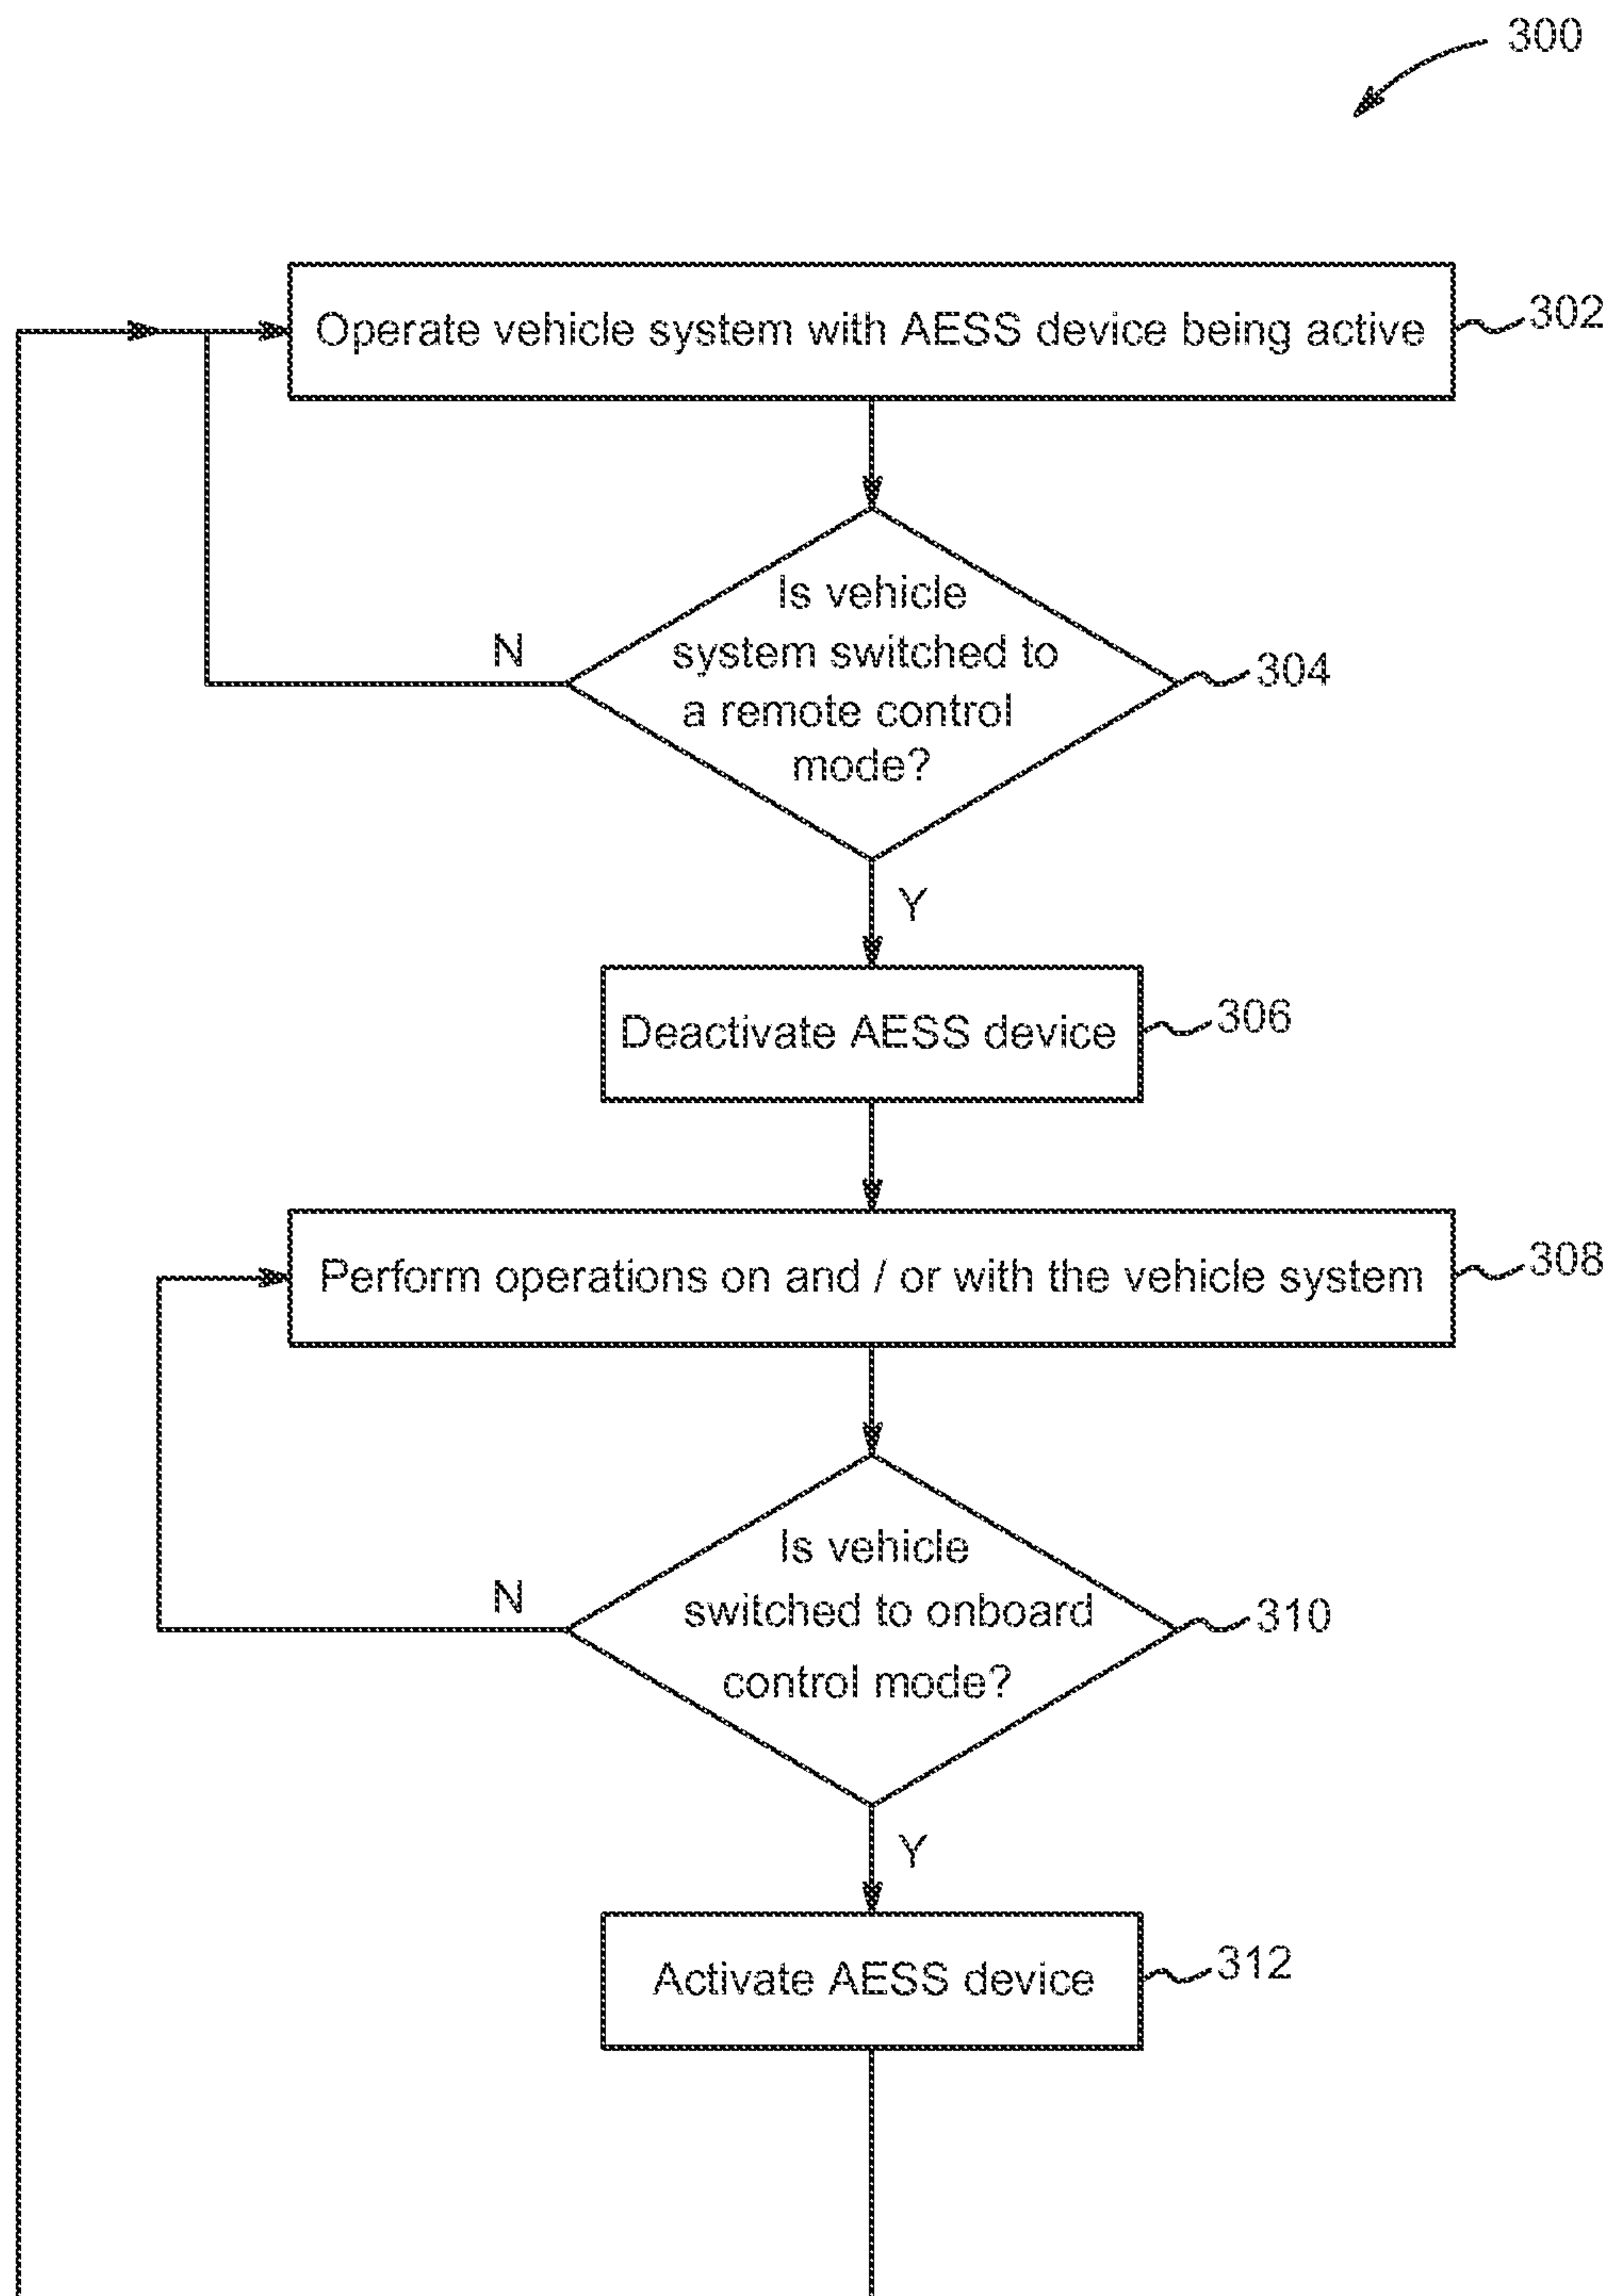 300
Operate vehicle system with AESS device being active
302
Is vehicle
system switched to
a remote control
mode?
304
N
Y
Deactivate AESS device
306
Perform operations on and / or with the vehicle system
308
Is vehicle
switched to onboard
control mode?
310
N
Y
Activate AESS device
312